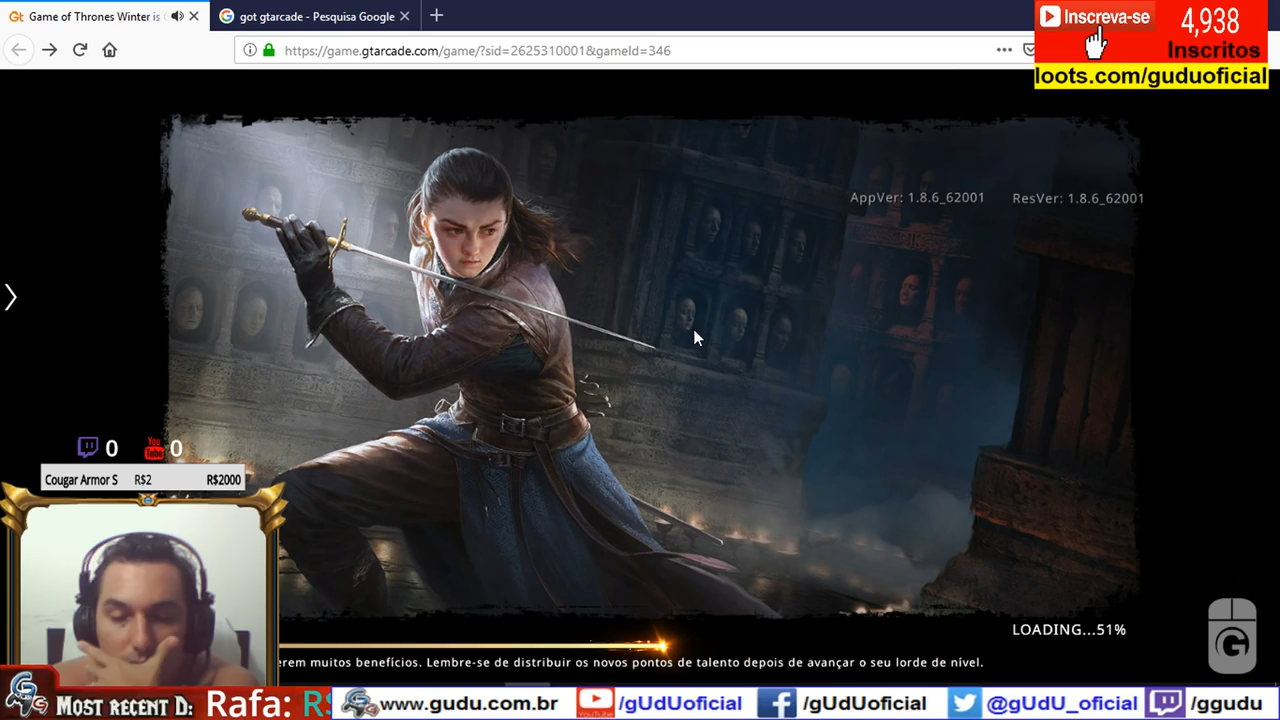 Game of Thrones Winter is
got gtarcade - Pesquisa Google
https://game.gtarcade.com/game/?sid=2625310001&gameId=346
Inscreva-se
4,938
Inscritos
loots.com/guduoficial
AppVer: 1.8.6_62001
ResVer: 1.8.6_62001
0
You
Tube
0
Cougar Armor S
R$2
R$2000
LOADING...51%
erem muitos benefícios. Lembre-se de distribuir os novos pontos de talento depois de avançar o seu lorde de nível.
Most recent D:
Rafa: R$
www.gudu.com.br
YouTube
/gUdUoficial
/gUdUoficial
@gUdU_oficial
/ggudu